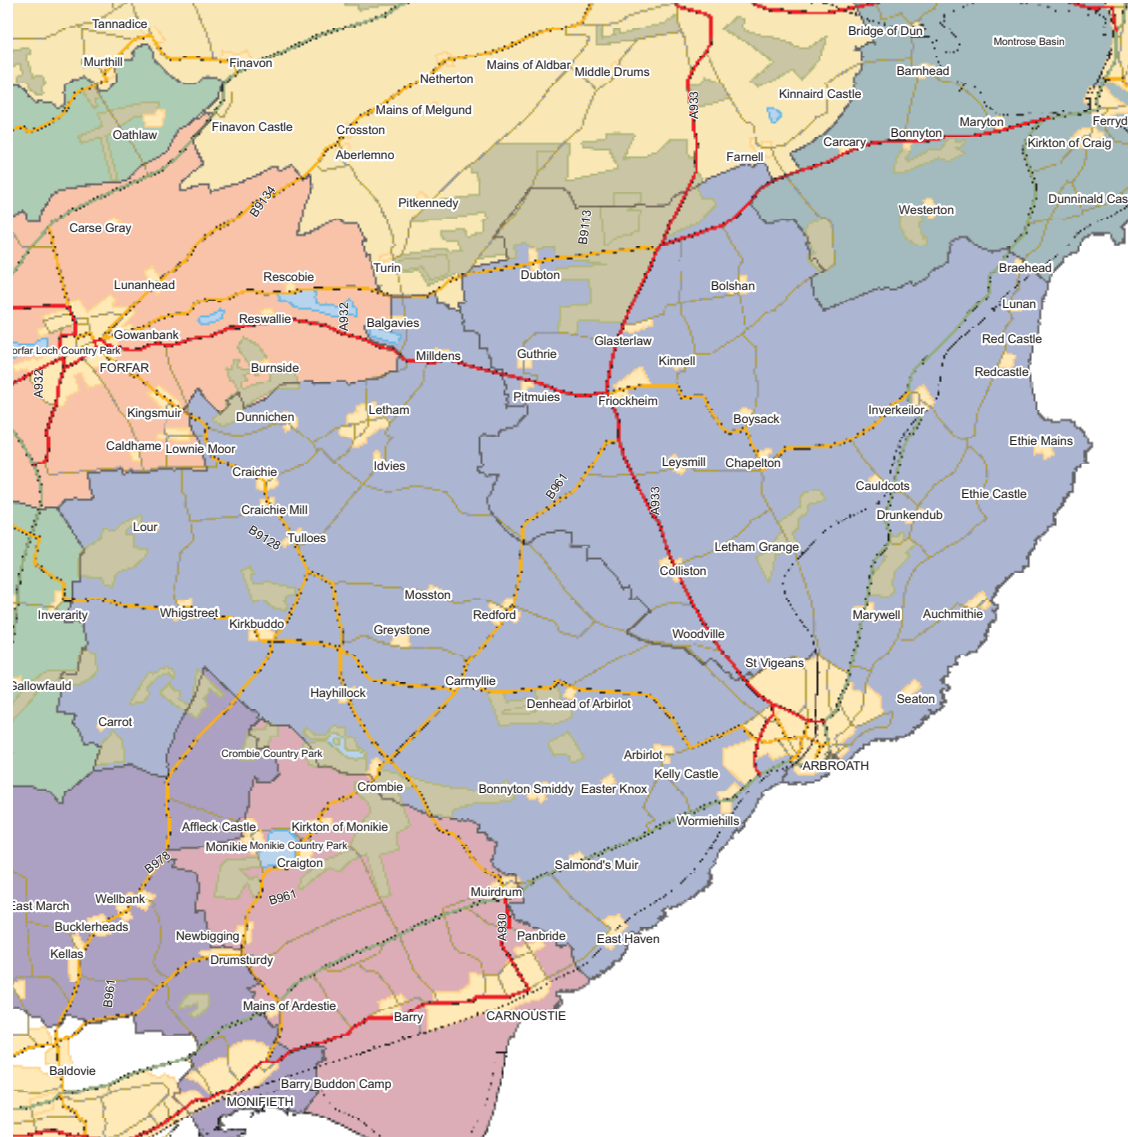 Tannadice
Bridge of Dun
Montrose Basin
Murthill
Finavon
Mains of Aldbar
Middle Drums
Barnhead
Netherton
Kinnaird Castle
A933
Mains of Melgund
Maryton
Ferryd
Oathlaw
Finavon Castle
Crosston
Bonnyton
Carcary
Kirkton of Craig
Aberlemno
Farnell
B9134
Pitkennedy
Westerton
Dunninald Cas
Carse Gray
B9113
Turin
Dubton
Braehead
Lunanhead
Rescobie
Bolshan
Lunan
Reswallie
A932
Balgavies
Gowanbank
Glasterlaw
Red Castle
orfar Loch Country Park
Milldens
Guthrie
Kinnell
FORFAR
Burnside
Redcastle
A932
Pitmuies
Friockheim
Kingsmuir
Dunnichen
Letham
Boysack
Inverkeilor
Caldhame
Lownie Moor
Ethie Mains
Craichie
Idvies
Leysmill
Chapelton
B961
Cauldcots
Ethie Castle
A933
Craichie Mill
Drunkendub
Lour
B9128
Tulloes
Letham Grange
Colliston
Mosston
Inverarity
Whigstreet
Redford
Marywell
Auchmithie
Kirkbuddo
Greystone
Woodville
St Vigeans
Gallowfauld
Carmyllie
Hayhillock
Denhead of Arbirlot
Seaton
Carrot
Crombie Country Park
Arbirlot
ARBROATH
Kelly Castle
Crombie
Bonnyton Smiddy
Easter Knox
Wormiehills
Affleck Castle
Kirkton of Monikie
Monikie
Monikie Country Park
B978
Craigton
Salmond's Muir
Muirdrum
B961
Wellbank
East March
Bucklerheads
A930
Newbigging
Panbride
East Haven
Kellas
Drumsturdy
B961
Mains of Ardestie
Barry
CARNOUSTIE
Baldovie
Barry Buddon Camp
MONIFIETH